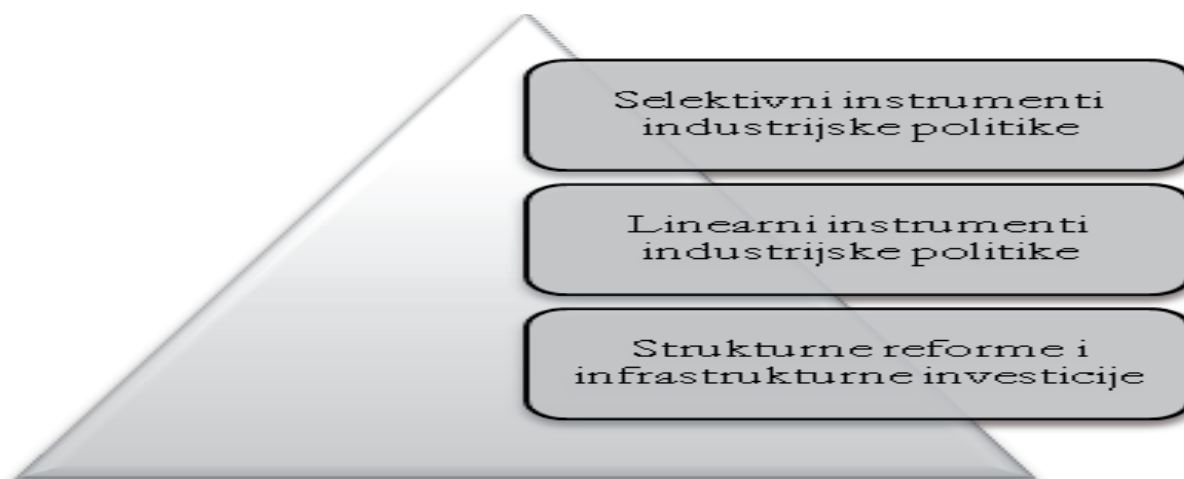 Selektivni instrumenti
industrijske politike
Linearni instrumenti
industrijske politike
Strukturne reforme i
infrastrukturne investicije